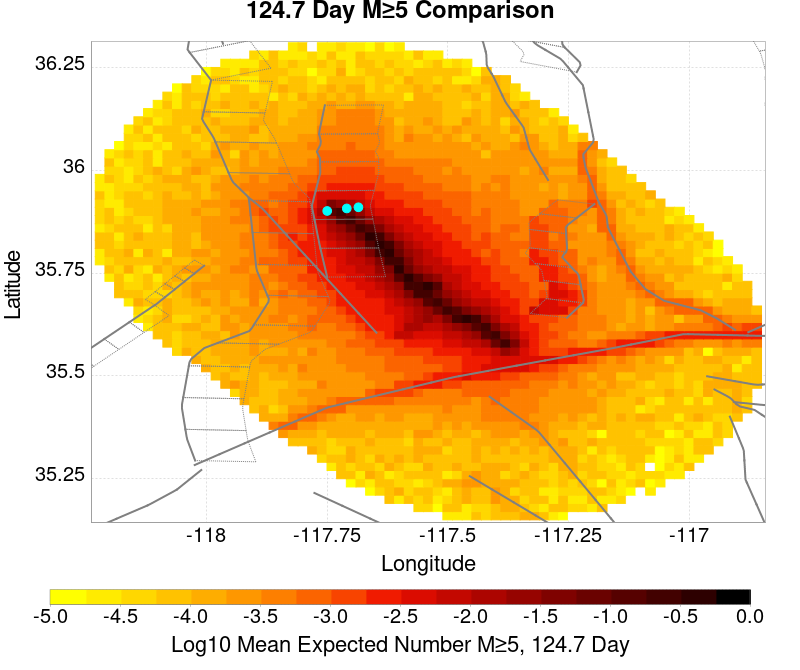 124.7 Day M≥5 Comparison
36.25
36
35.75
35.5
35.25
Latitude
-118 -117.75 -117.5 -117.25 -117
Longitude
-5.0 -4.5 -4.0 -3.5 -3.0 -2.5 -2.0 -1.5 -1.0 -0.5 0.0
Log10 Mean Expected Number M≥5, 124.7 Day